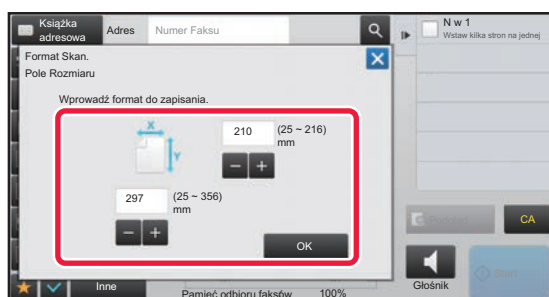 Książka
adresowa
Adres
Numer Faksu
N w 1
Wstaw kilka stron na jednej
Format Skan.
Pole Rozmiaru
Wprowadź format do zapisania.
X
210
(25 ~ 216)
mm
Y
297
(25 ~ 356)
mm
OK
CA
Start
Głośnik
Inne
Pamięć odbioru faksów 100%